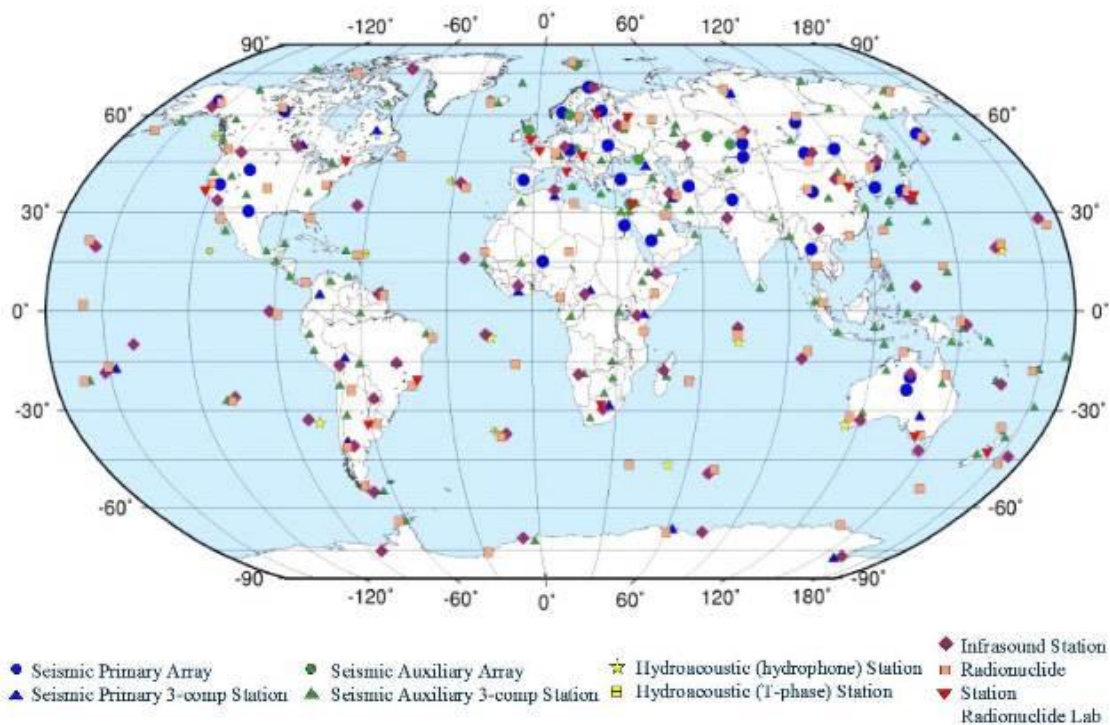 -120˚ -60˚ 0˚ 60˚ 120˚
90˚ 90˚
60˚ 60˚
30˚ 30˚
0˚ 0˚
-30˚ -30˚
-60˚ -60˚
-90˚ -90˚
-120˚ -60˚ 0˚ 60˚ 120˚ 180˚
Seismic Primary Array
Seismic Primary 3-comp Station
Seismic Auxiliary Array
Seismic Auxiliary 3-comp Station
Hydroacoustic (hydrophone) Station
Hydroacoustic (T-phase) Station
Infrasound Station
Radionuclide
Station
Radionuclide Lab